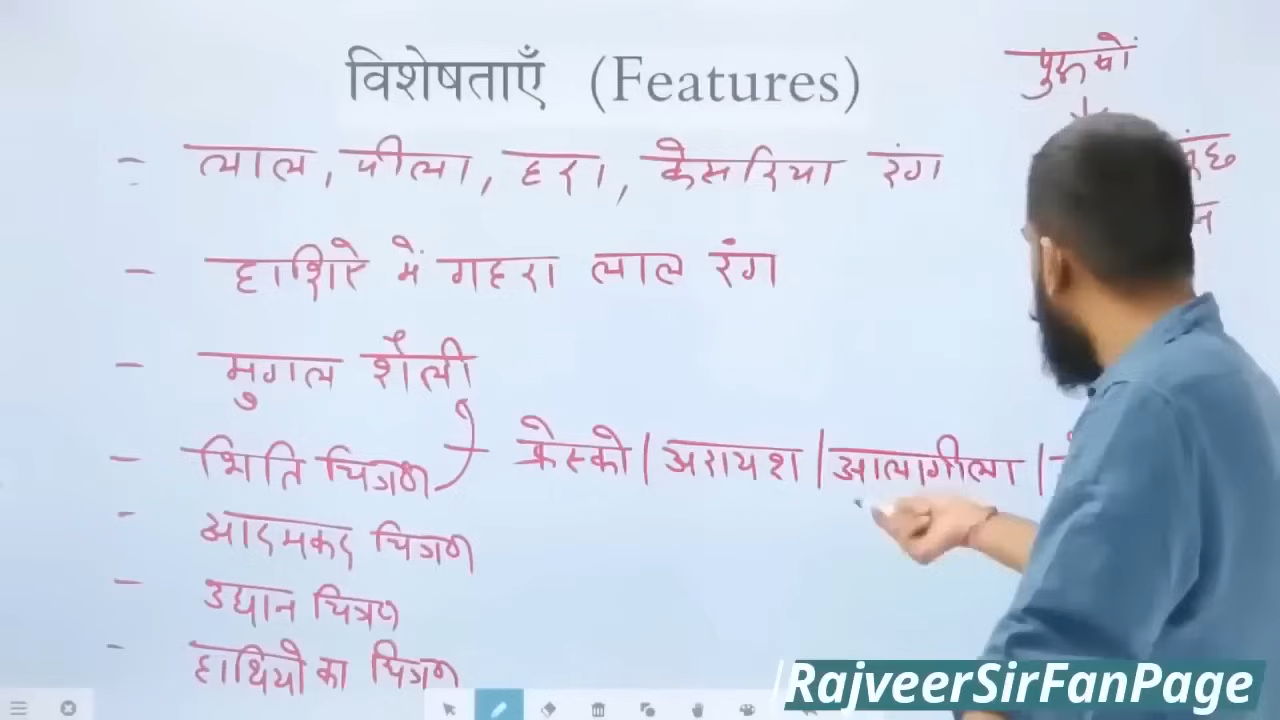 विशेषताएँ (Features)
पुरुषों
- लाल, पीला, हरा, केसरिया रंग
- हाशिये में गहरा लाल रंग
- मुगल शैली
- भिति चित्रण - फ्रेस्को | अरायश | आलागीला |
- आदमकद चित्रण
- उद्यान चित्रण
- हाथियो का चित्रण
RajveerSirFanPage